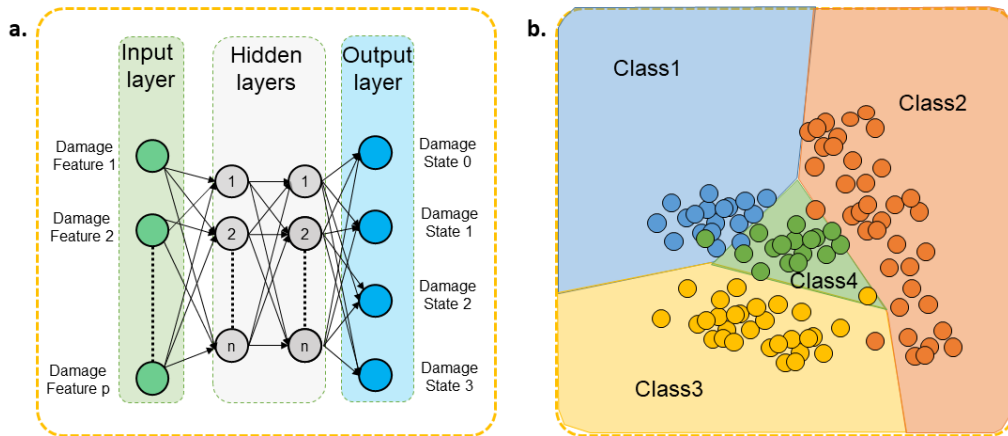 a.
Input
layer
Hidden
layers
Output
layer
Damage
Feature 1
Damage
Feature 2
Damage
Feature p
1
2
n
1
2
n
Damage
State 0
Damage
State 1
Damage
State 2
Damage
State 3
b.
Class1
Class2
Class4
Class3